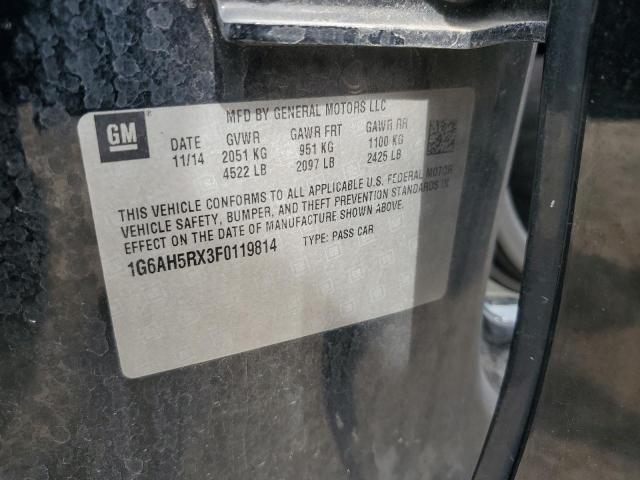 GM
MFD BY GENERAL MOTORS LLC
DATE GVWR GAWR FRT GAWR RR
11/14 2051 KG 951 KG 1100 KG
4522 LB 2097 LB 2425 LB
THIS VEHICLE CONFORMS TO ALL APPLICABLE U.S. FEDERAL MOTOR
VEHICLE SAFETY, BUMPER, AND THEFT PREVENTION STANDARDS IN
EFFECT ON THE DATE OF MANUFACTURE SHOWN ABOVE.
1G6AH5RX3F0119814 TYPE: PASS CAR